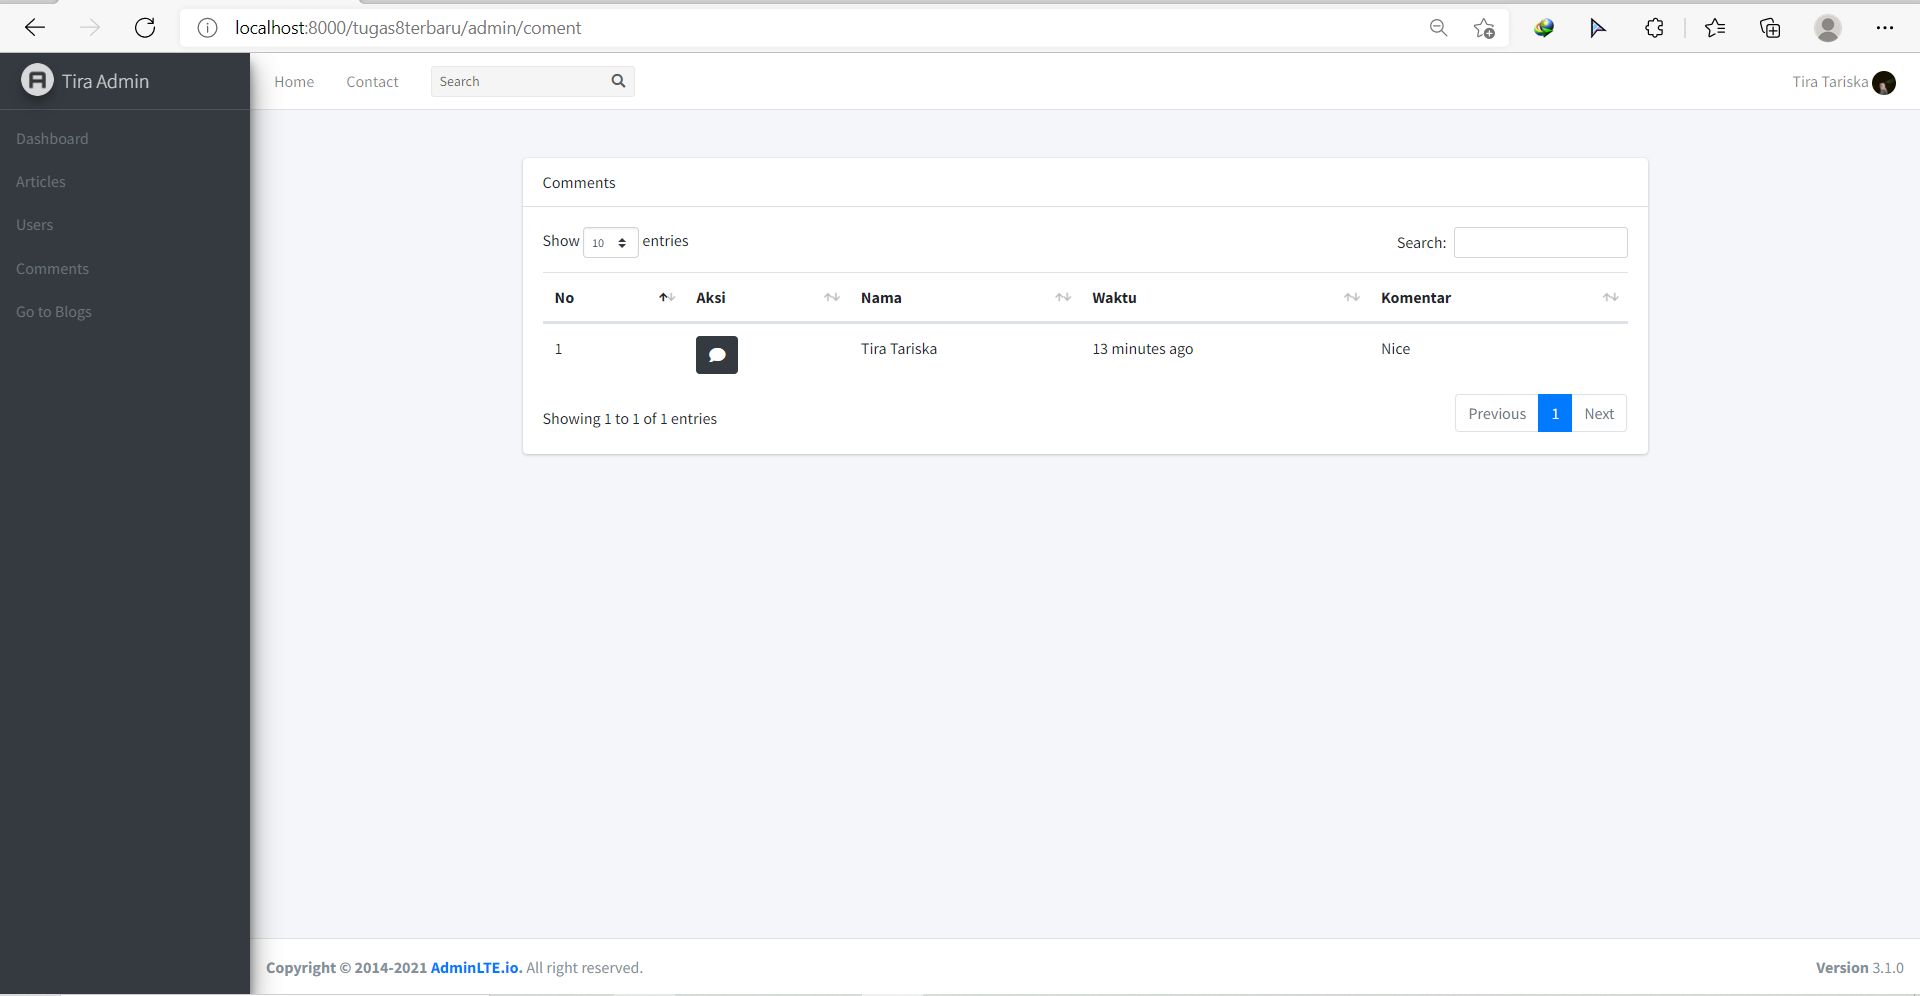 localhost:8000/tugas8terbaru/admin/coment
Tira Admin
Home Contact Search Tira Tariska
Dashboard
Articles
Users
Comments
Go to Blogs
Comments
Show 10 entries Search:
No Aksi Nama Waktu Komentar
1 Tira Tariska 13 minutes ago Nice
Showing 1 to 1 of 1 entries Previous 1 Next
Copyright © 2014-2021 AdminLTE.io. All right reserved. Version 3.1.0